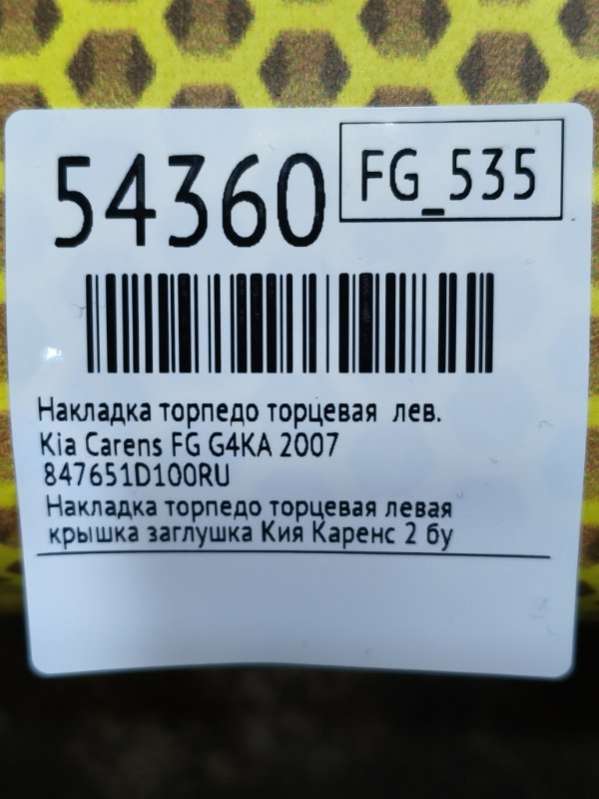 54360
FG_535
Накладка торпедо торцевая лев.
Kia Carens FG G4KA 2007
847651D100RU
Накладка торпедо торцевая левая
крышка заглушка Кия Каренс 2 бу